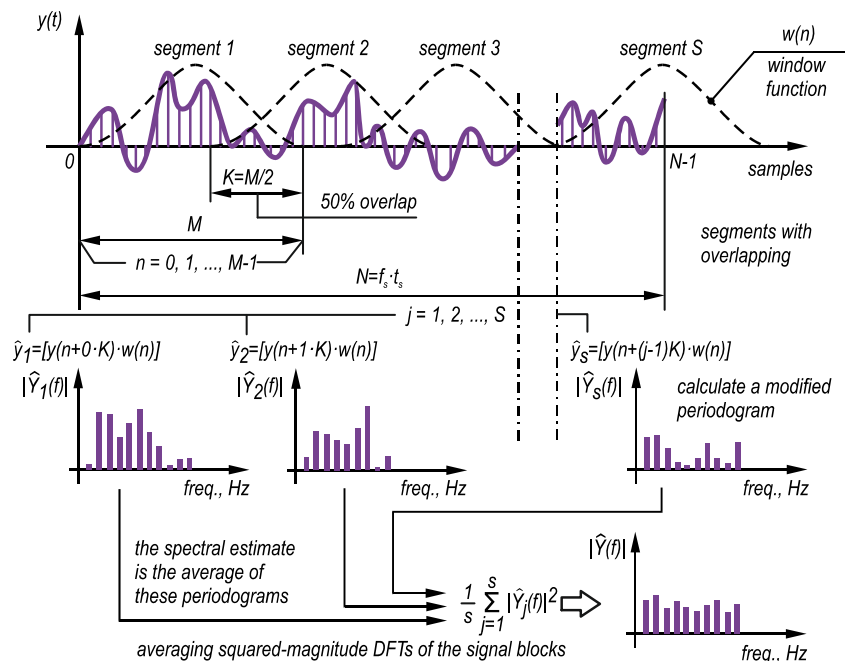 y(t)
segment 1
segment 2
segment 3
segment S
w(n)
window
function
0
N-1
samples
K=M/2
50% overlap
M
n = 0, 1, ..., M-1
segments with
overlapping
N=fₛ·tₛ
j = 1, 2, ..., S
ŷ₁=[y(n+0·K)·w(n)]
ŷ₂=[y(n+1·K)·w(n)]
ŷₛ=[y(n+(j-1)K)·w(n)]
|Ŷ₁(f)|
|Ŷ₂(f)|
|Ŷₛ(f)|
calculate a modified
periodogram
freq., Hz
freq., Hz
freq., Hz
the spectral estimate
is the average of
these periodograms
|Ŷ(f)|
1/s s∑j=1 |Ŷⱼ(f)|²
averaging squared-magnitude DFTs of the signal blocks
freq., Hz